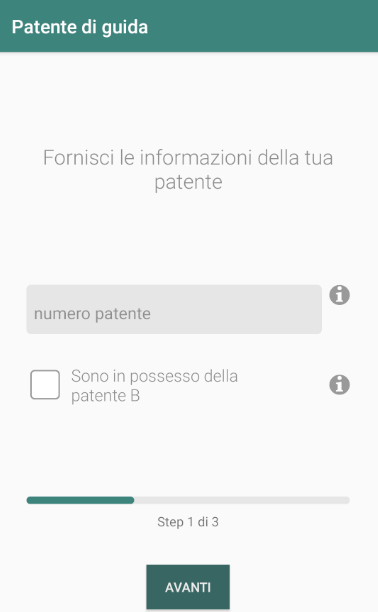 Patente di guida
Fornisci le informazioni della tua
patente
numero patente
Sono in possesso della
patente B
Step 1 di 3
AVANTI